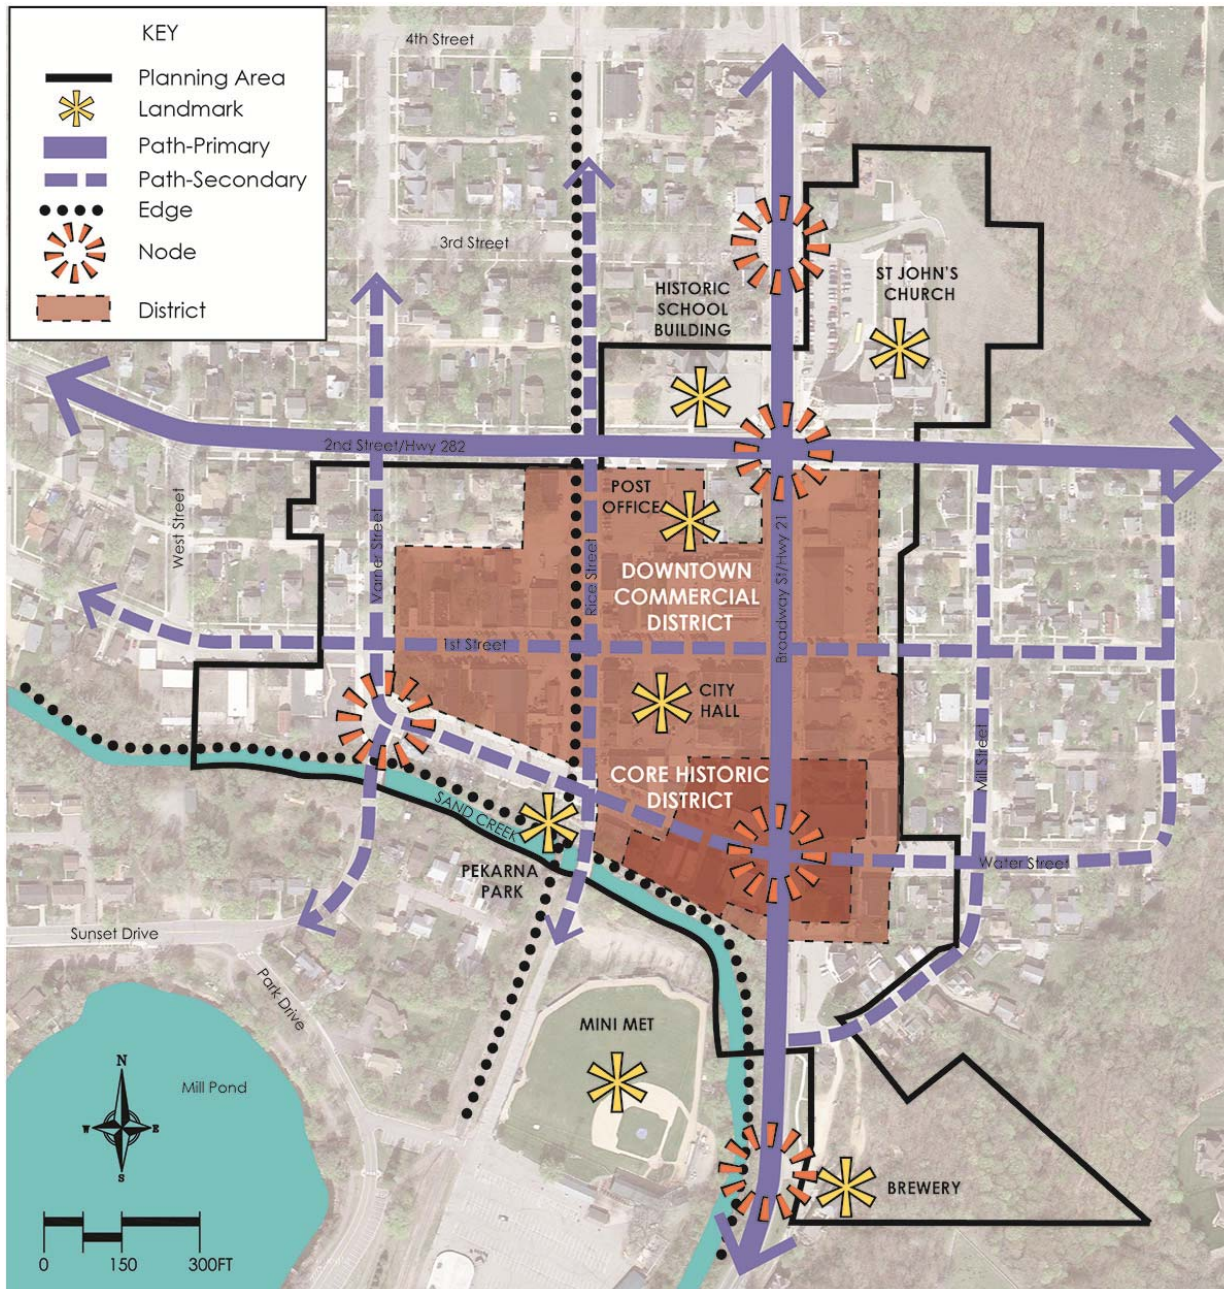 KEY
Planning Area
Landmark
Path-Primary
Path-Secondary
Edge
Node
District
4th Street
3rd Street
HISTORIC
SCHOOL
BUILDING
ST JOHN'S
CHURCH
2nd Street/Hwy 282
West Street
Varner Street
Rice Street
Broadway St/Hwy 21
POST
OFFICE
DOWNTOWN
COMMERCIAL
DISTRICT
1st Street
CITY
HALL
Mill Street
CORE HISTORIC
DISTRICT
SAND CREEK
Water Street
PEKARNA
PARK
Sunset Drive
Park Drive
MINI MET
Mill Pond
N
W
E
S
BREWERY
0 150 300FT